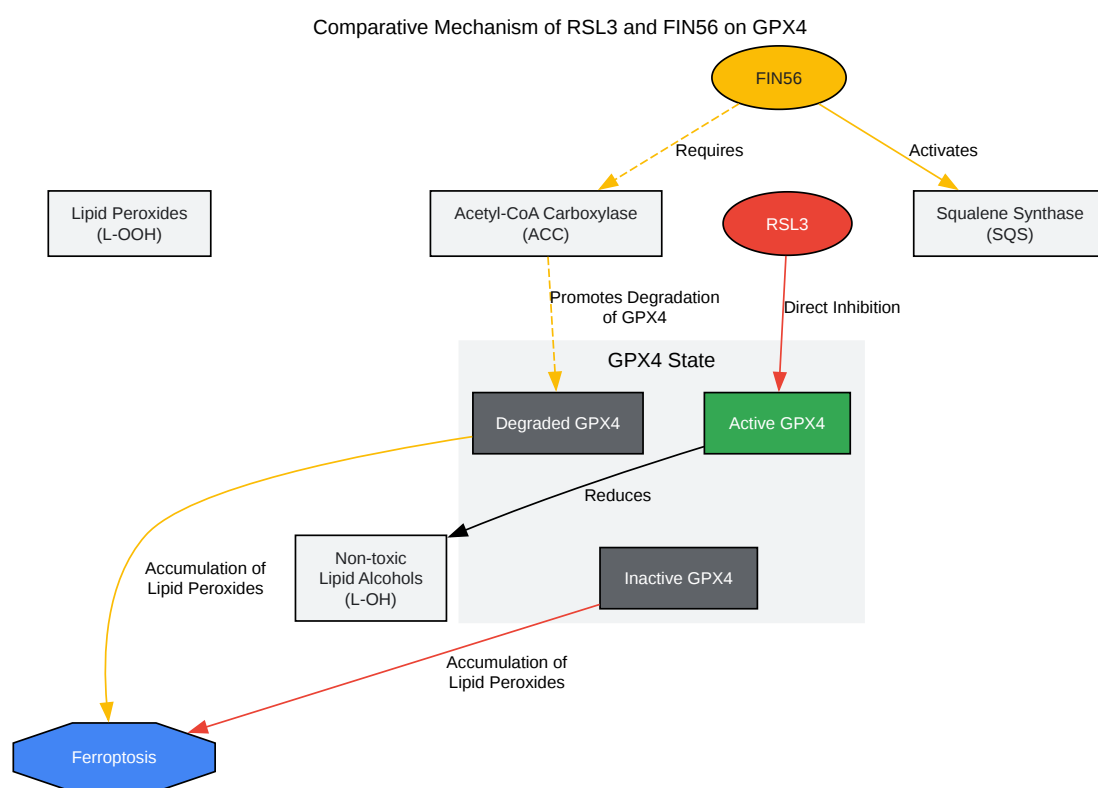 Comparative Mechanism of RSL3 and FIN56 on GPX4
FIN56
Requires
Activates
Lipid Peroxides
(L-OOH)
Acetyl-CoA Carboxylase
(ACC)
RSL3
Squalene Synthase
(SQS)
Promotes Degradation
of GPX4
Direct Inhibition
GPX4 State
Degraded GPX4
Active GPX4
Reduces
Accumulation of
Lipid Peroxides
Non-toxic
Lipid Alcohols
(L-OH)
Inactive GPX4
Accumulation of
Lipid Peroxides
Ferroptosis